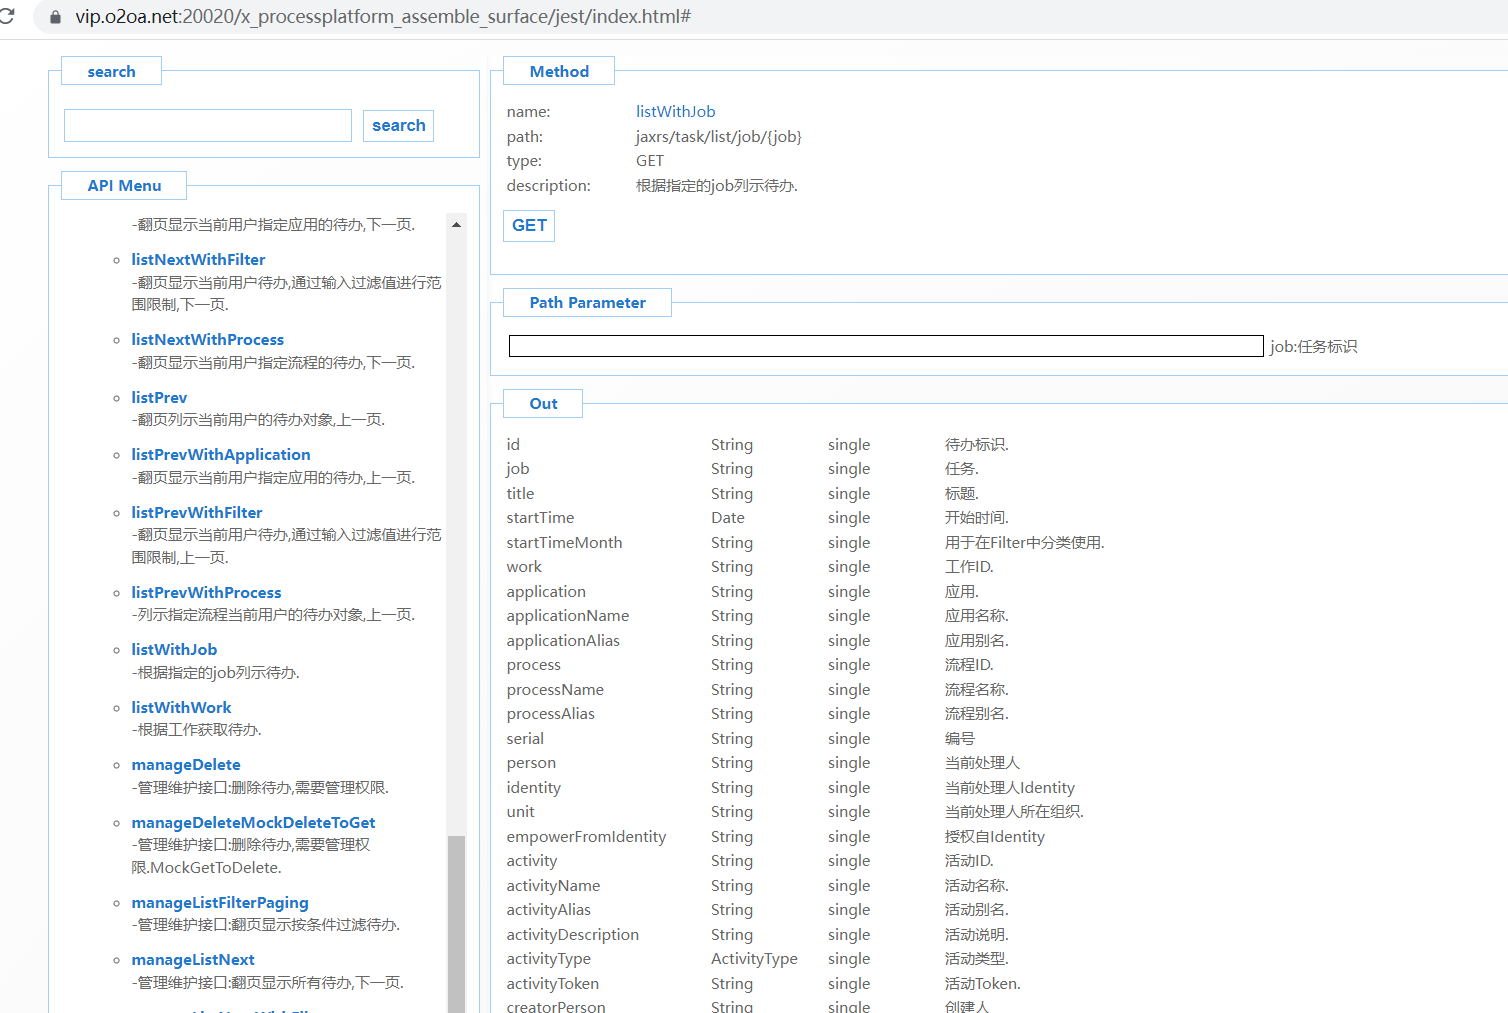 vip.o2oa.net:20020/x_processplatform_assemble_surface/jest/index.html#
search
search
API Menu
-翻页显示当前用户指定应用的待办,下一页.
listNextWithFilter
-翻页显示当前用户待办,通过输入过滤值进行范
围限制,下一页.
listNextWithProcess
-翻页显示当前用户指定流程的待办,下一页.
listPrev
-翻页列示当前用户的待办对象,上一页.
listPrevWithApplication
-翻页显示当前用户指定应用的待办,上一页.
listPrevWithFilter
-翻页显示当前用户待办,通过输入过滤值进行范
围限制,上一页.
listPrevWithProcess
-列示指定流程当前用户的待办对象,上一页.
listWithJob
-根据指定的job列示待办.
listWithWork
-根据工作获取待办.
manageDelete
-管理维护接口:删除待办,需要管理权限.
manageDeleteMockDeleteToGet
-管理维护接口:删除待办,需要管理权
限.MockGetToDelete.
manageListFilterPaging
-管理维护接口:翻页显示按条件过滤待办.
manageListNext
-管理维护接口:翻页显示所有待办,下一页.
Method
name: listWithJob
path: jaxrs/task/list/job/{job}
type: GET
description: 根据指定的job列示待办.
GET
Path Parameter
job:任务标识
Out
id String single 待办标识.
job String single 任务.
title String single 标题.
startTime Date single 开始时间.
startTimeMonth String single 用于在Filter中分类使用.
work String single 工作ID.
application String single 应用.
applicationName String single 应用名称.
applicationAlias String single 应用别名.
process String single 流程ID.
processName String single 流程名称.
processAlias String single 流程别名.
serial String single 编号
person String single 当前处理人
identity String single 当前处理人Identity
unit String single 当前处理人所在组织.
empowerFromIdentity String single 授权自Identity
activity String single 活动ID.
activityName String single 活动名称.
activityAlias String single 活动别名.
activityDescription String single 活动说明.
activityType ActivityType single 活动类型.
activityToken String single 活动Token.
creatorPerson String single 创建人